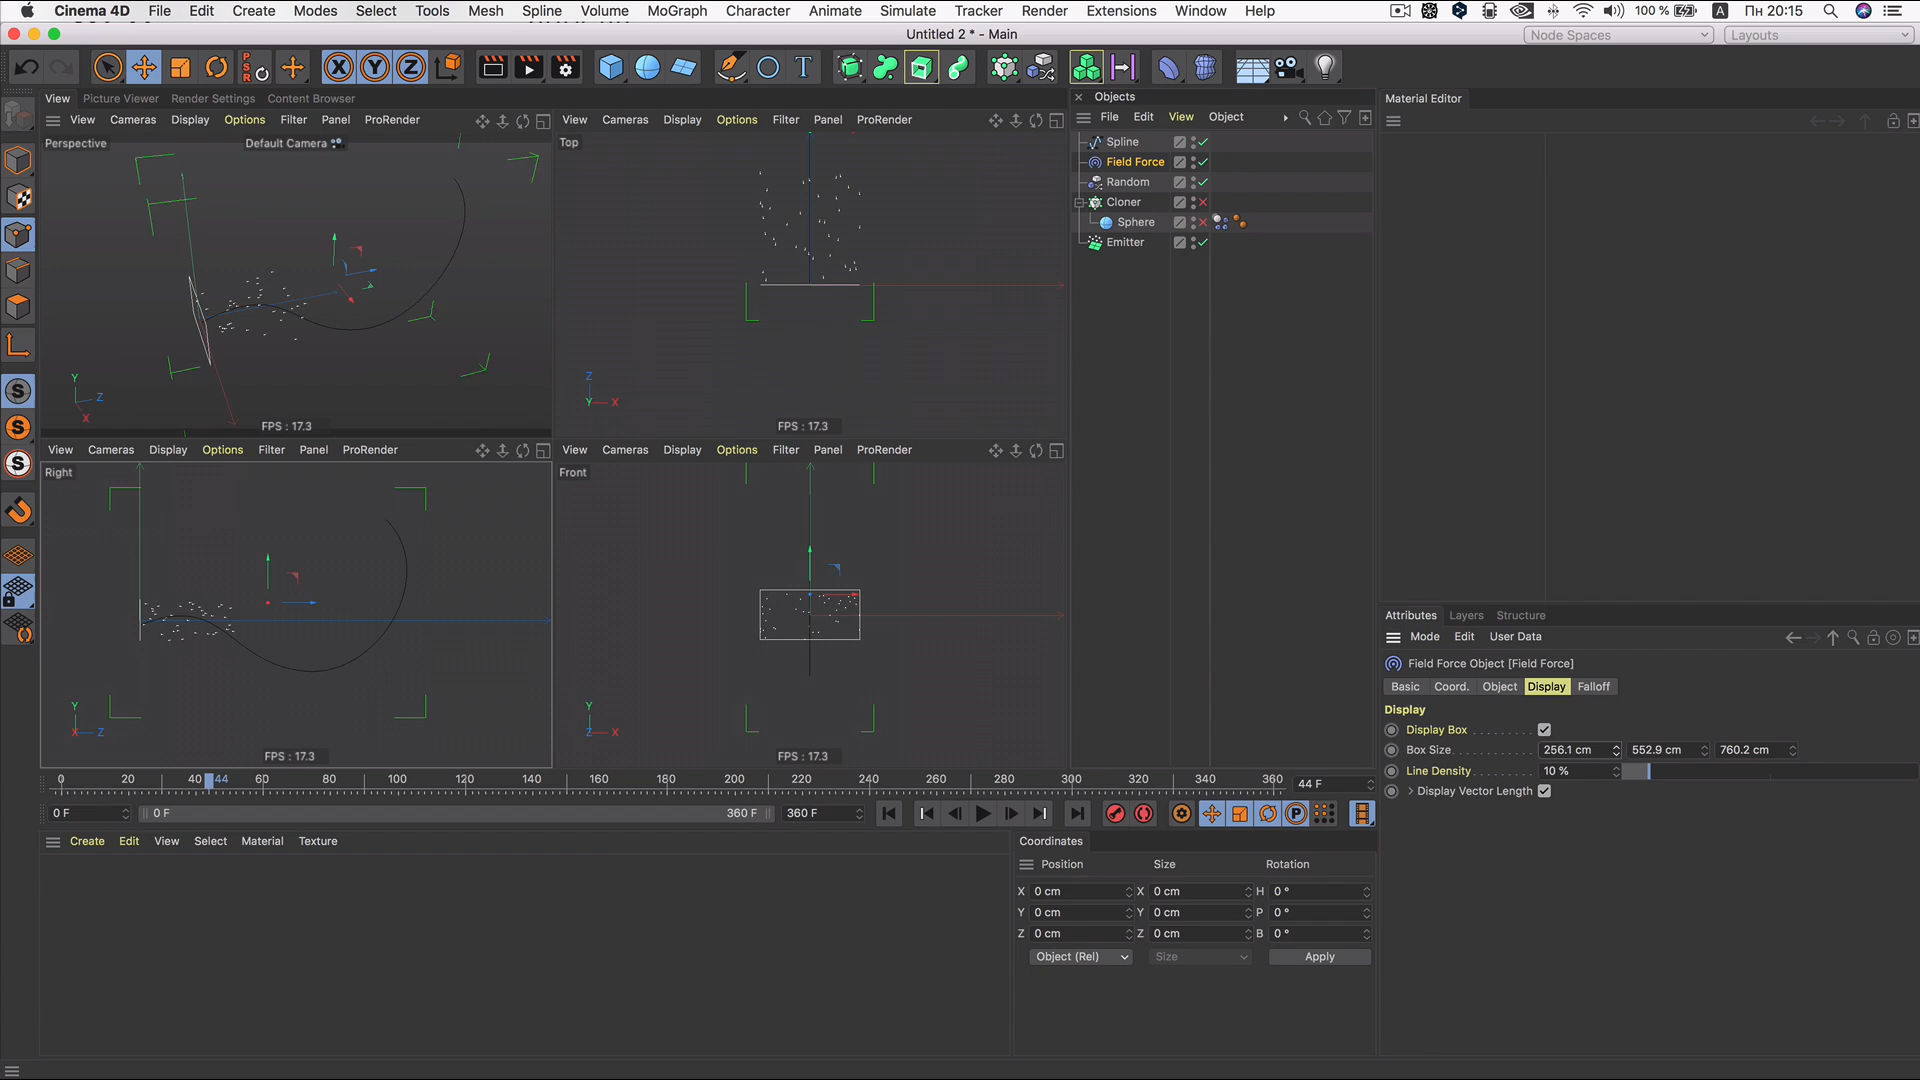 Cinema 4D File Edit Create Modes Select Tools Mesh Spline Volume MoGraph Character Animate Simulate Tracker Render Extensions Window Help 100 % A Пн 20:15
Untitled 2 * - Main
Node Spaces Layouts
PSR X Y Z T
View Picture Viewer Render Settings Content Browser
Objects
Material Editor
View Cameras Display Options Filter Panel ProRender
View Cameras Display Options Filter Panel ProRender
File Edit View Object
Perspective Default Camera
Top
Spline
Field Force
Random
Cloner
Sphere
Emitter
Y Z X
FPS : 17.3
Z Y X
FPS : 17.3
View Cameras Display Options Filter Panel ProRender
View Cameras Display Options Filter Panel ProRender
Right
Front
Y X Z
FPS : 17.3
Y Z X
FPS : 17.3
S
S
S
Attributes Layers Structure
Mode Edit User Data
Field Force Object [Field Force]
Basic Coord. Object Display Falloff
Display
Display Box
Box Size 256.1 cm 552.9 cm 760.2 cm
Line Density 10 %
Display Vector Length
0 20 40 44 60 80 100 120 140 160 180 200 220 240 260 280 300 320 340 360 44 F
0 F 0 F 360 F 360 F P
Create Edit View Select Material Texture
Coordinates
Position Size Rotation
X 0 cm X 0 cm H 0 °
Y 0 cm Y 0 cm P 0 °
Z 0 cm Z 0 cm B 0 °
Object (Rel) Size Apply